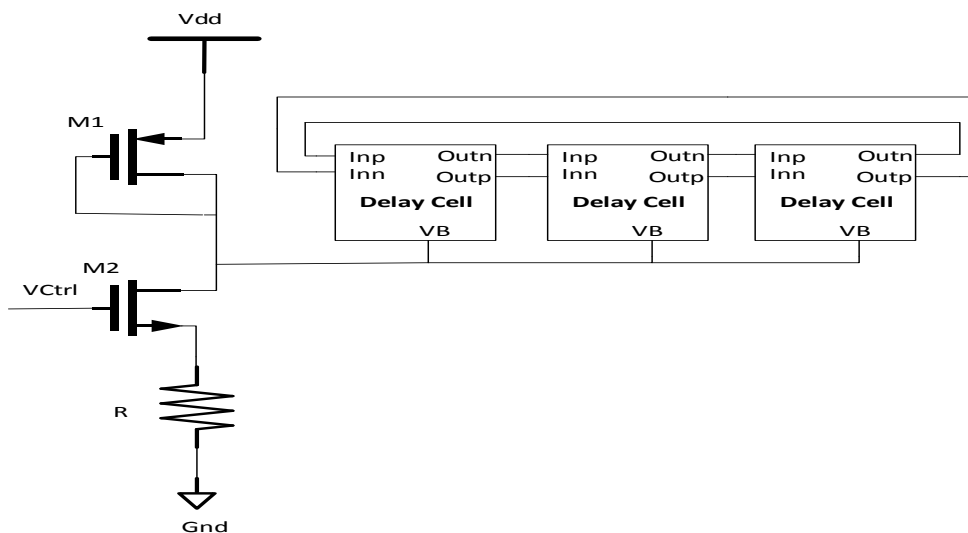 Vdd
M1
Inp Outn
Inn Outp
Delay Cell
VB
Inp Outn
Inn Outp
Delay Cell
VB
Inp Outn
Inn Outp
Delay Cell
VB
M2
VCtrl
R
Gnd